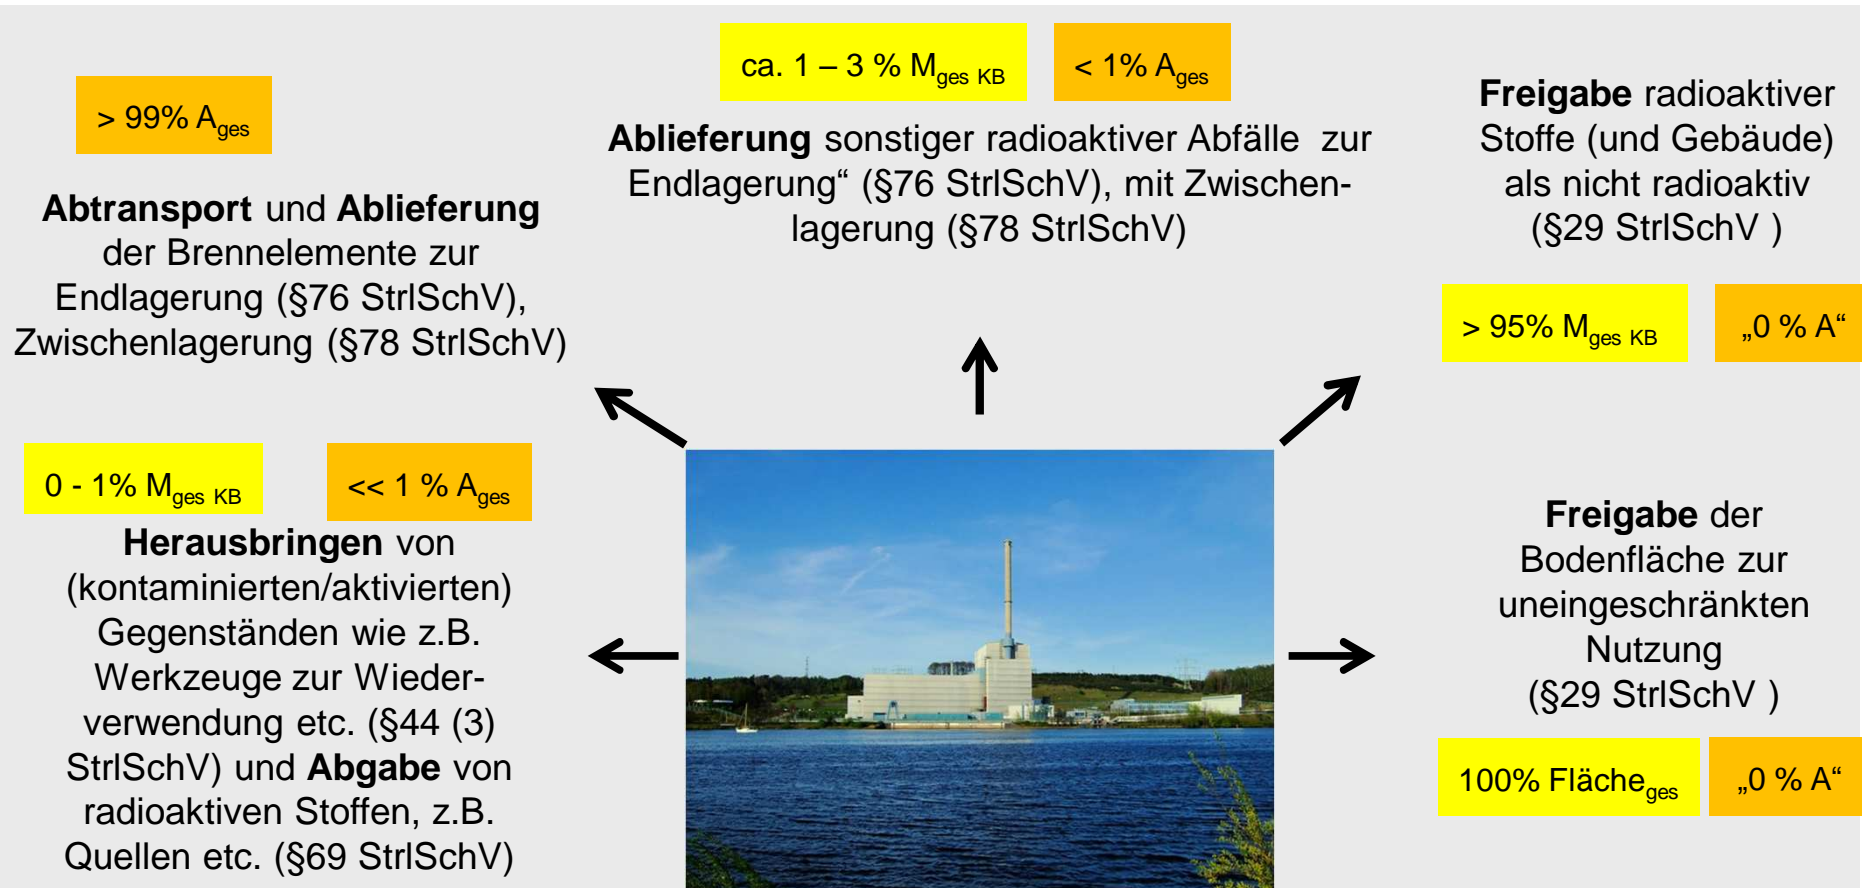 > 99% Ages
Abtransport und Ablieferung
der Brennelemente zur
Endlagerung (§76 StrlSchV),
Zwischenlagerung (§78 StrlSchV)
ca. 1 – 3 % Mges KB
< 1% Ages
Ablieferung sonstiger radioaktiver Abfälle zur
Endlagerung“ (§76 StrlSchV), mit Zwischen-
lagerung (§78 StrlSchV)
Freigabe radioaktiver
Stoffe (und Gebäude)
als nicht radioaktiv
(§29 StrlSchV )
> 95% Mges KB
„0 % A“
0 - 1% Mges KB
<< 1 % Ages
Herausbringen von
(kontaminierten/aktivierten)
Gegenständen wie z.B.
Werkzeuge zur Wieder-
verwendung etc. (§44 (3)
StrlSchV) und Abgabe von
radioaktiven Stoffen, z.B.
Quellen etc. (§69 StrlSchV)
Freigabe der
Bodenfläche zur
uneingeschränkten
Nutzung
(§29 StrlSchV )
100% Flächeges
„0 % A“